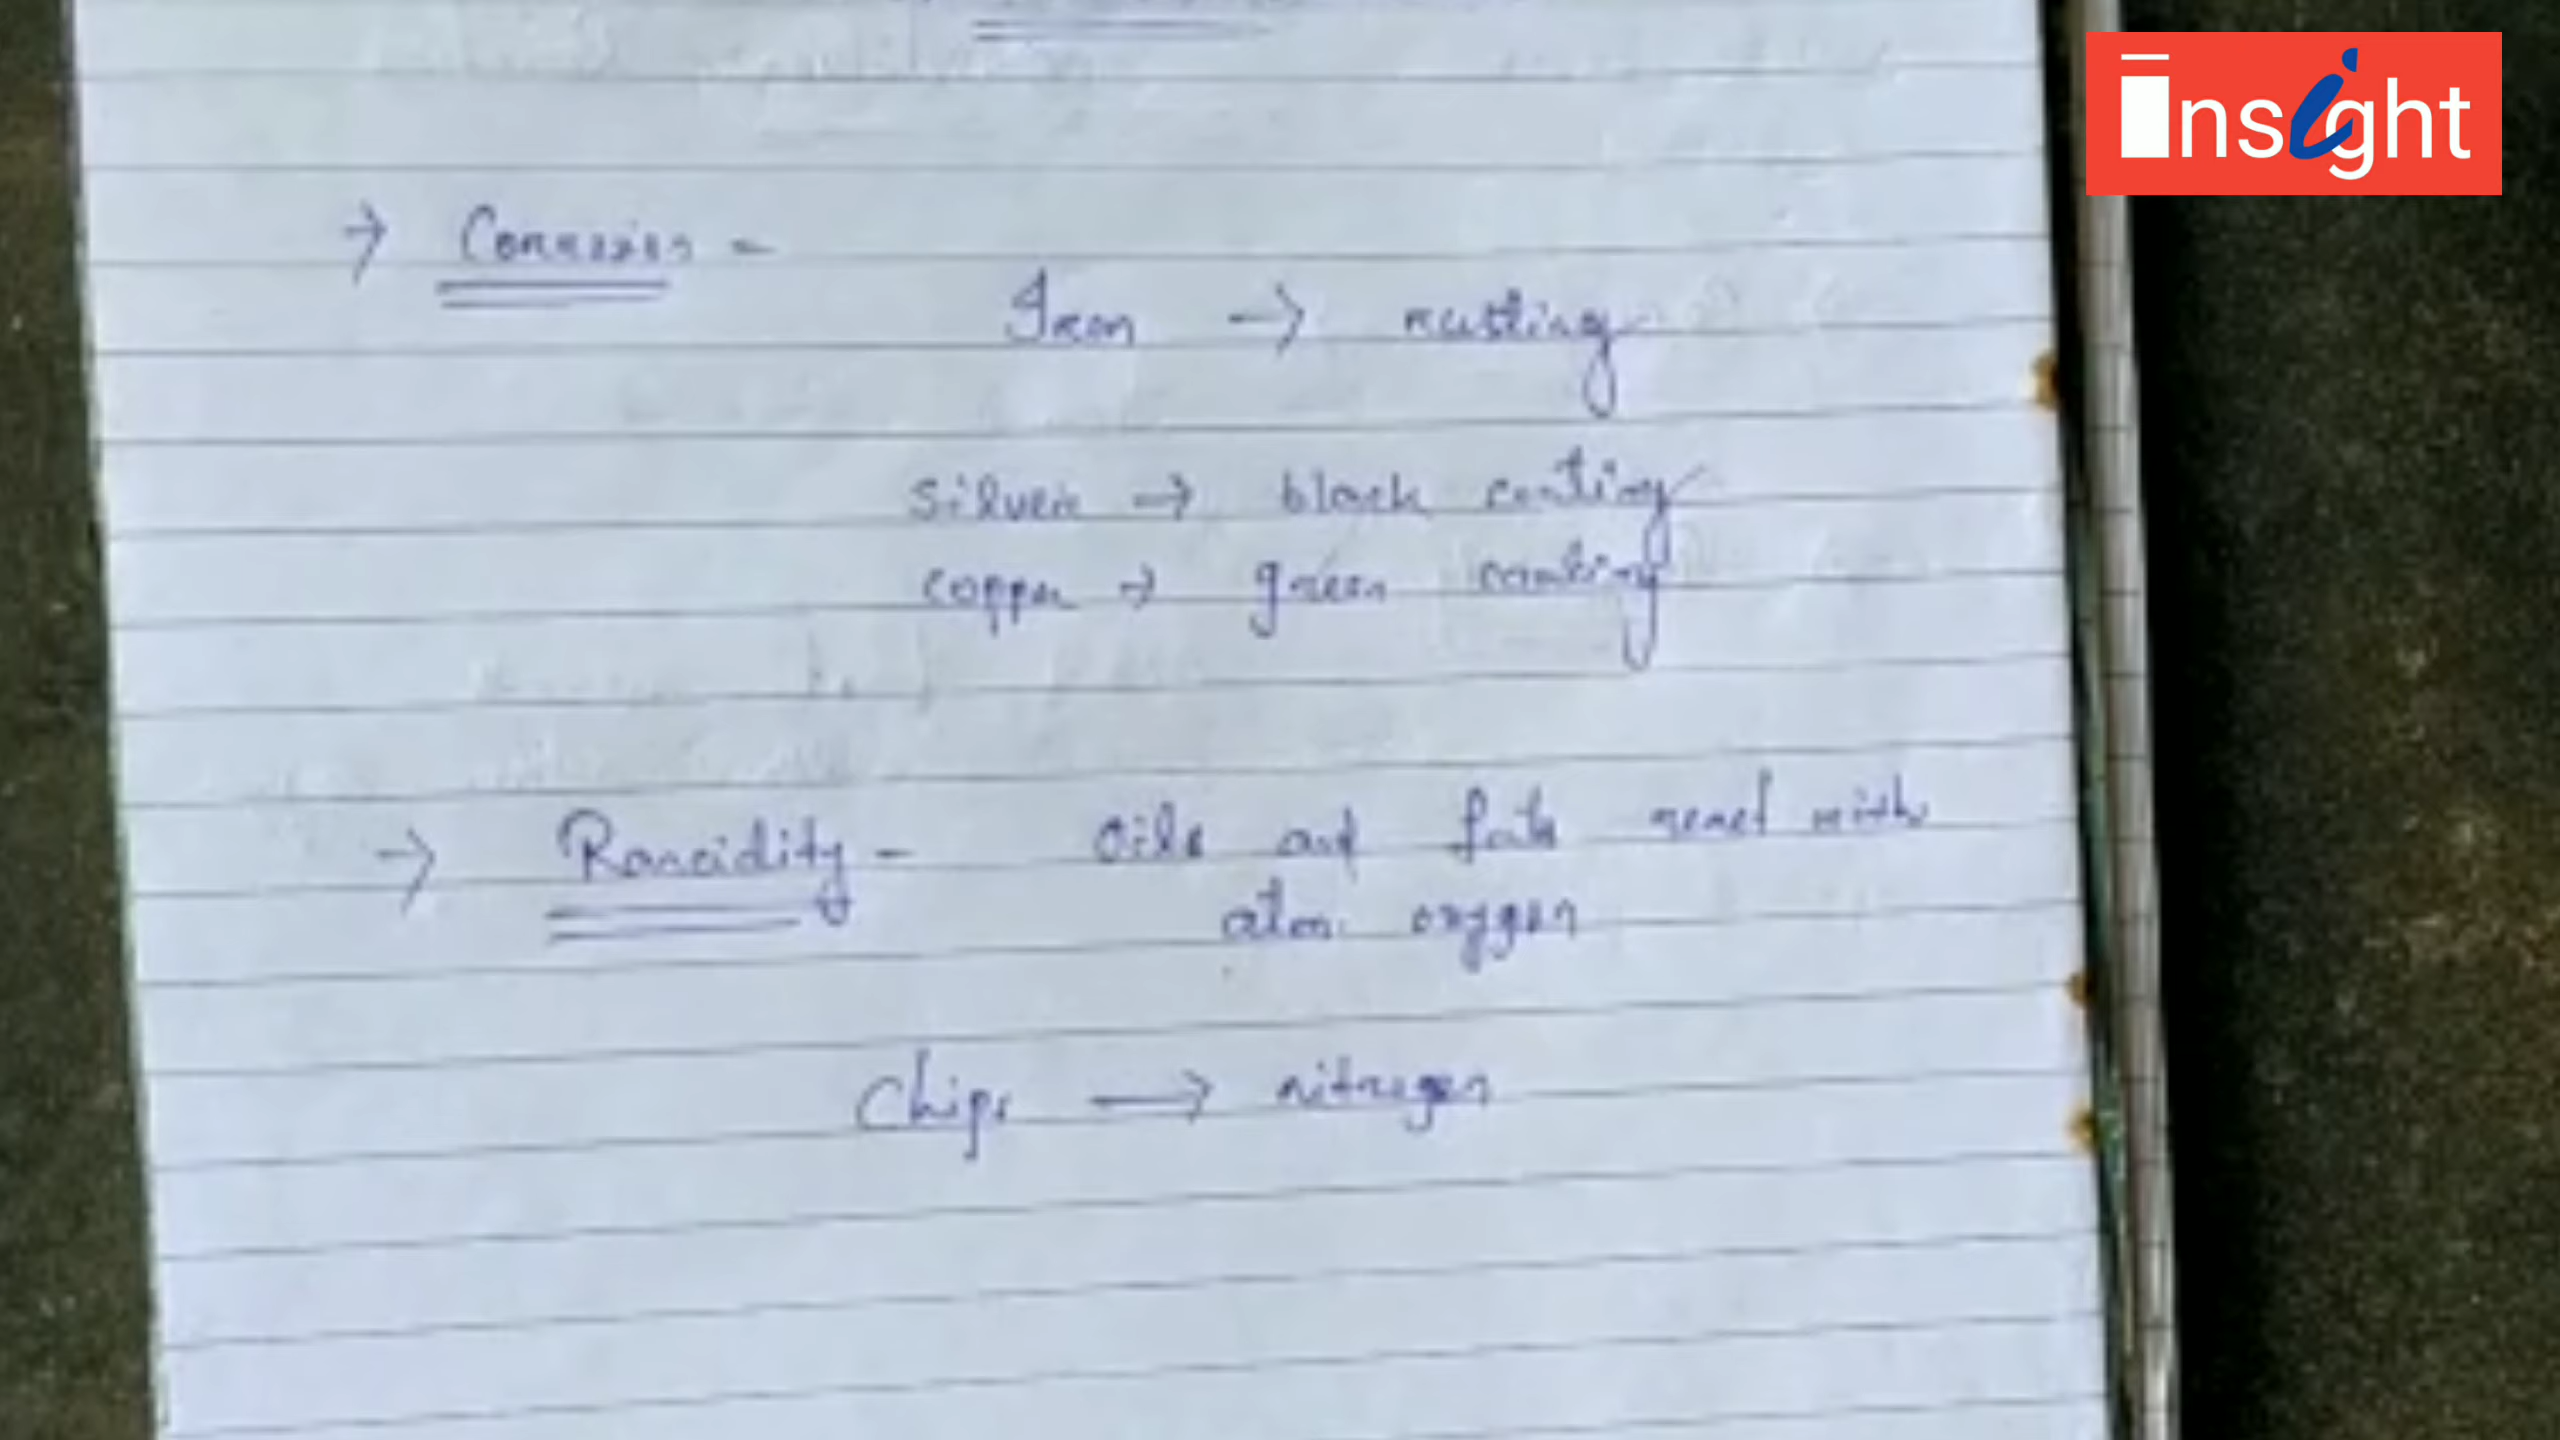 Insight
→ Corrosion -
Iron → rusting
Silver → black coating
copper → green coating
→ Rancidity - Oils and fats react with
atm. oxygen
Chips → nitrogen